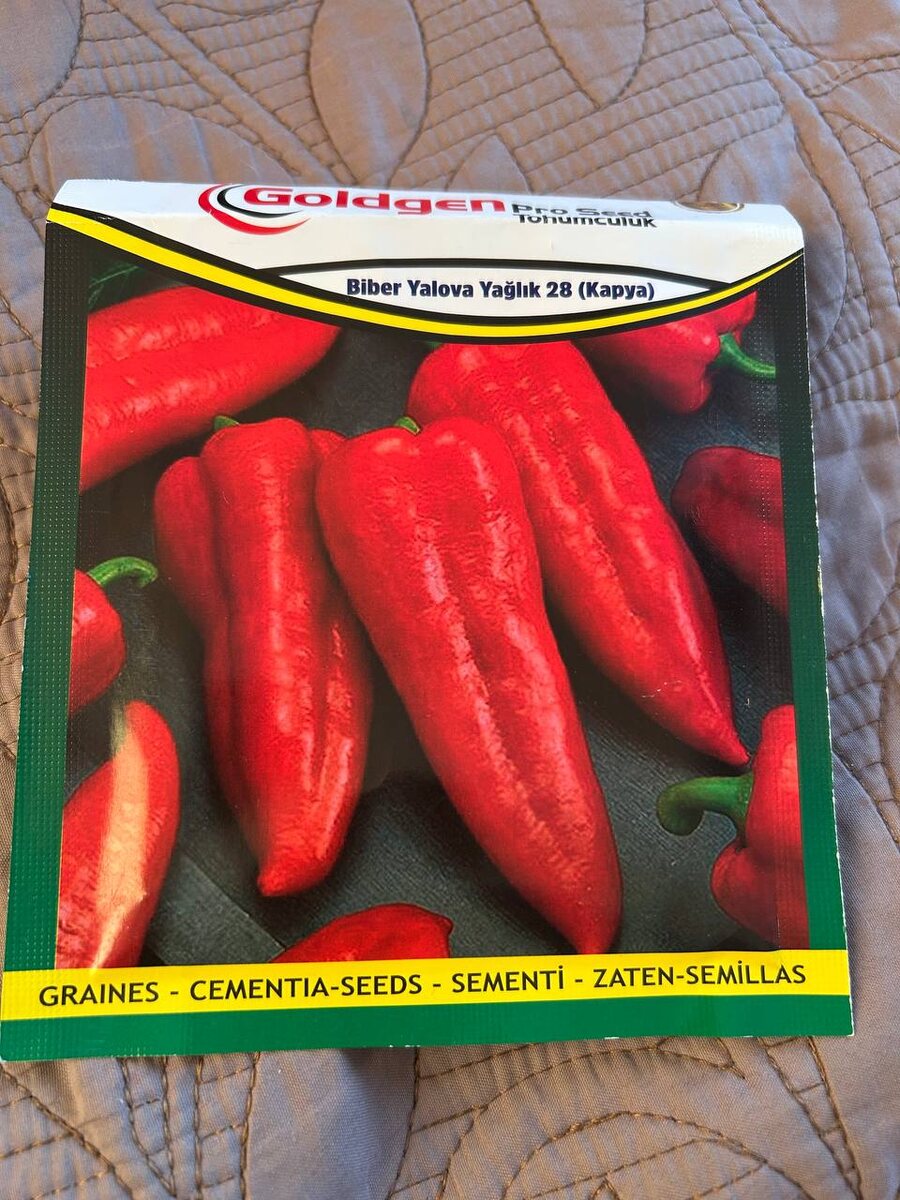 Goldgen Pro Seed
Tohumculuk
Biber Yalova Yağlık 28 (Kapya)
GRAINES - CEMENTIA-SEEDS - SEMENTİ - ZATEN-SEMİLLAS